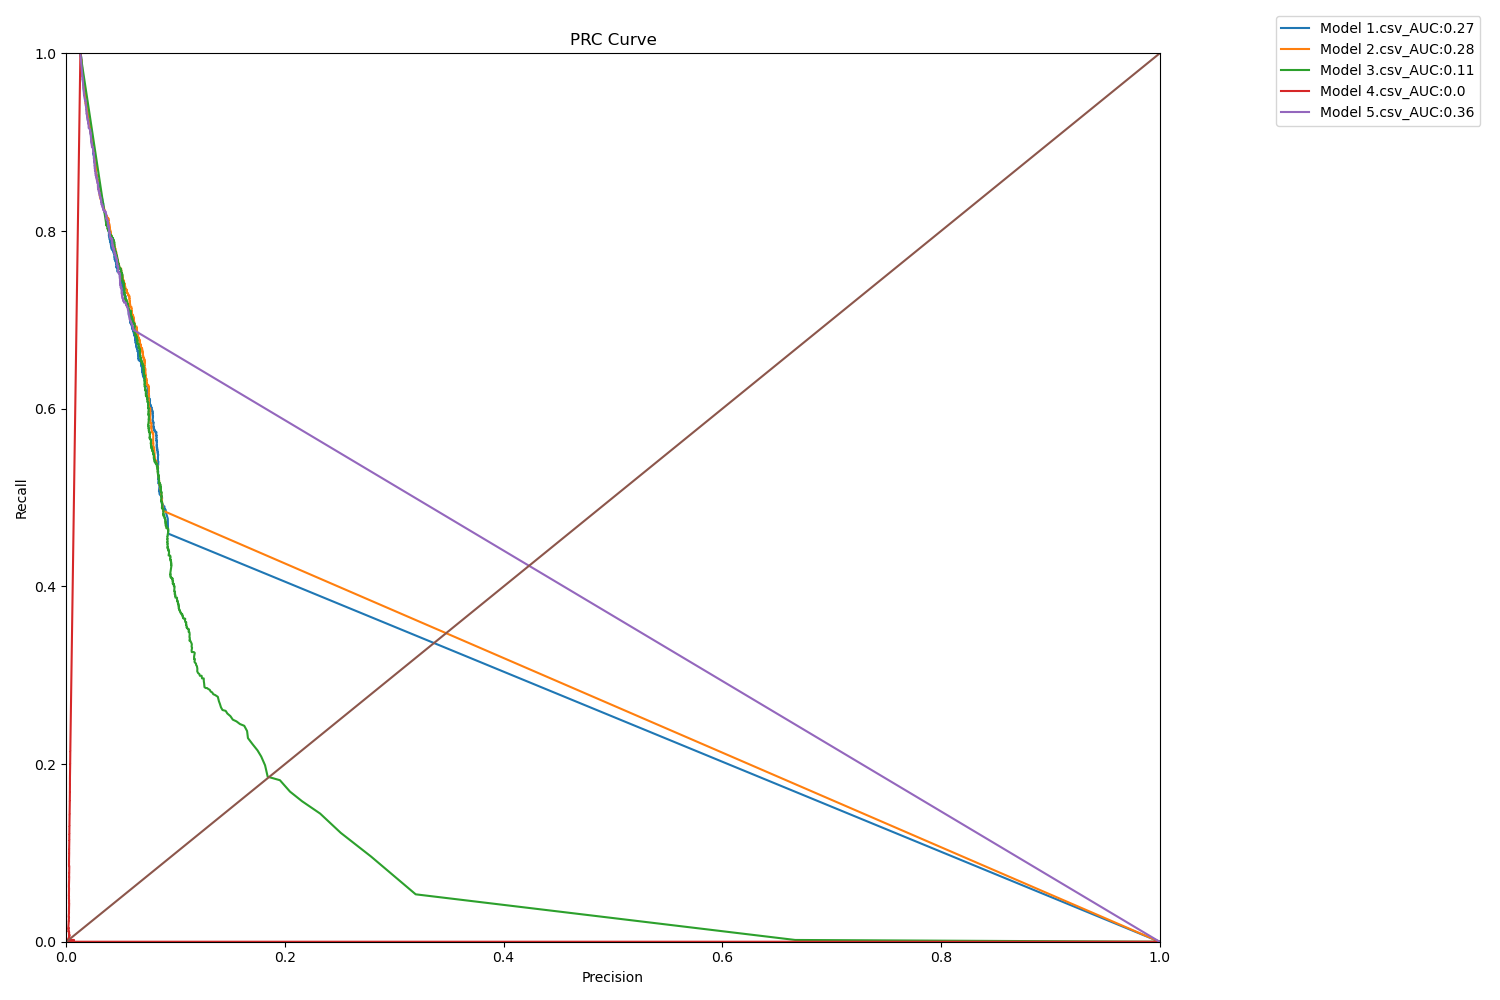 PRC Curve
Model 1.csv_AUC:0.27
Model 2.csv_AUC:0.28
Model 3.csv_AUC:0.11
Model 4.csv_AUC:0.0
Model 5.csv_AUC:0.36
1.0
0.8
0.6
0.4
0.2
0.0
Recall
0.0 0.2 0.4 0.6 0.8 1.0
Precision